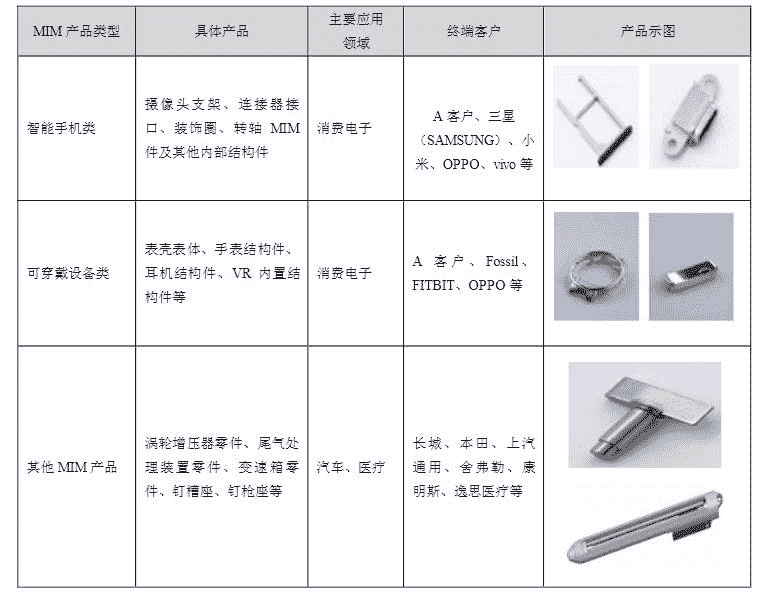 MIM 产品类型
具体产品
主要应用
领域
终端客户
产品示图
智能手机类
摄像头支架、连接器接
口、装饰圈、转轴 MIM
件及其他内部结构件
消费电子
A 客户、三星
（SAMSUNG）、小
米、OPPO、vivo 等
可穿戴设备类
表壳表体、手表结构件、
耳机结构件、VR 内置结
构件等
消费电子
A 客户、Fossil、
FITBIT、OPPO 等
其他 MIM 产品
涡轮增压器零件、尾气处
理装置零件、变速箱零
件、钉槽座、钉枪座等
汽车、医疗
长城、本田、上汽
通用、舍弗勒、康
明斯、逸思医疗等